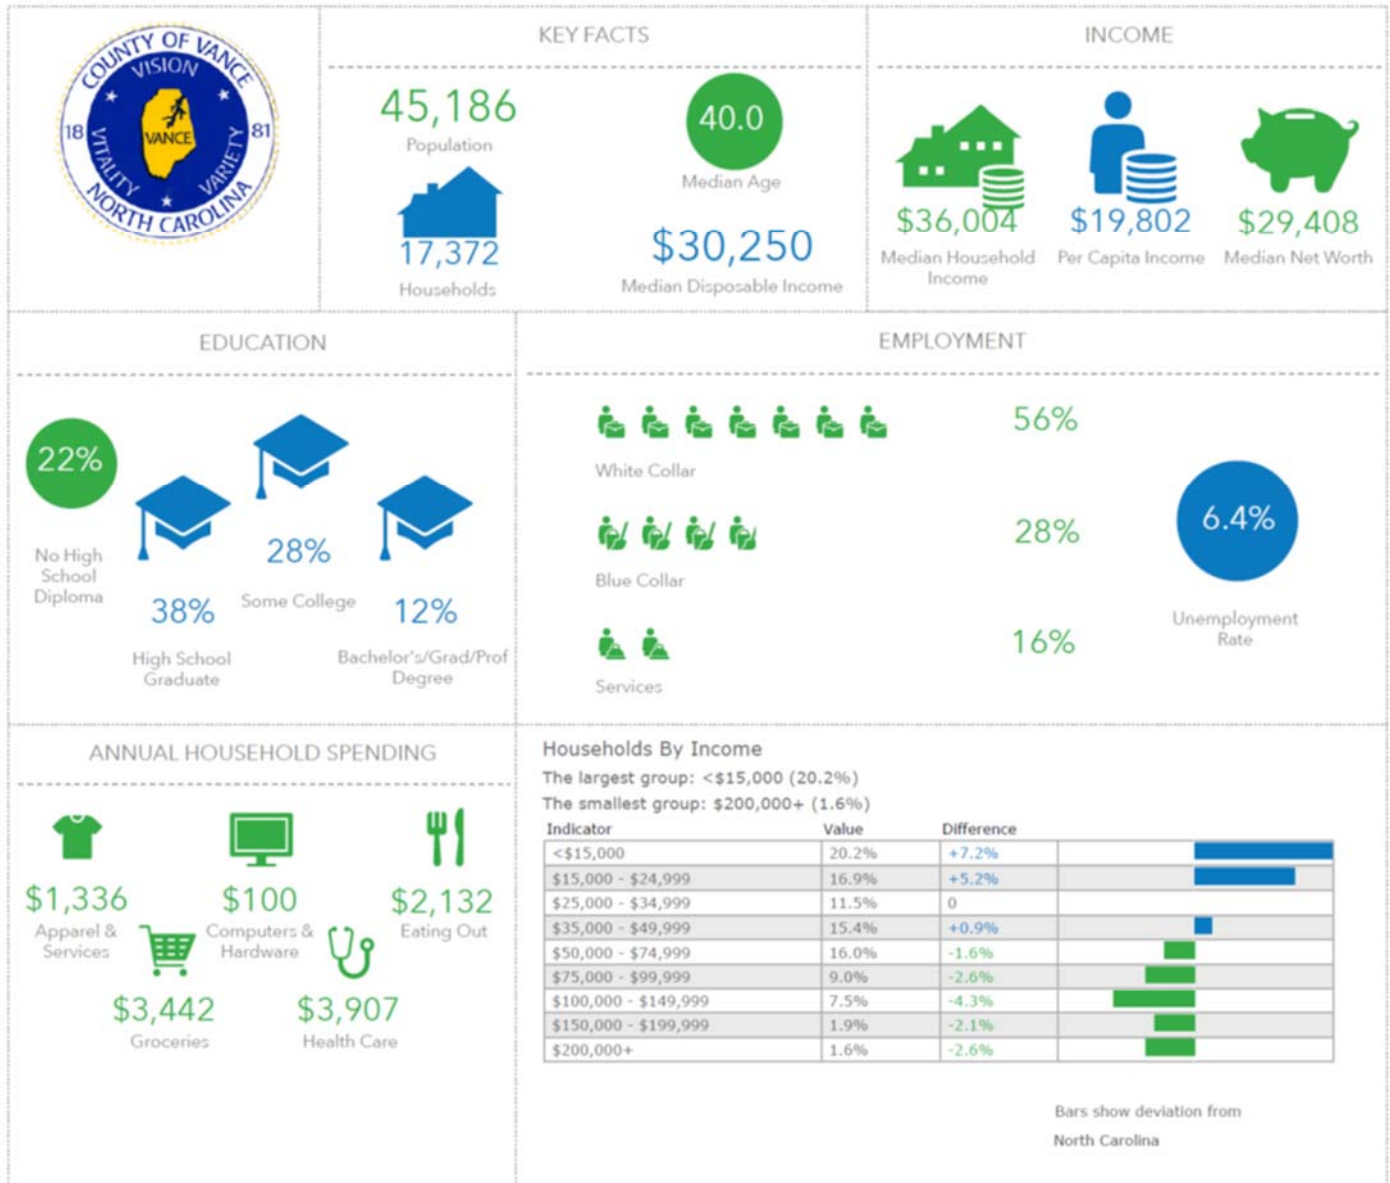 COUNTY OF VANCE
VISION
18
VITALITY
VANCE
VARIETY
81
NORTH CAROLINA
KEY FACTS
45,186
Population
40.0
Median Age
17,372
Households
$30,250
Median Disposable Income
INCOME
$36,004
Median Household
Income
$19,802
Per Capita Income
$29,408
Median Net Worth
EDUCATION
22%
No High
School
Diploma
38%
High School
Graduate
28%
Some College
12%
Bachelor's/Grad/Prof
Degree
EMPLOYMENT
56%
White Collar
28%
Blue Collar
16%
Services
6.4%
Unemployment
Rate
ANNUAL HOUSEHOLD SPENDING
$1,336
Apparel &
Services
$100
Computers &
Hardware
$2,132
Eating Out
$3,442
Groceries
$3,907
Health Care
Households By Income
The largest group: <$15,000 (20.2%)
The smallest group: $200,000+ (1.6%)
Indicator Value Difference
<$15,000 20.2% +7.2%
$15,000 - $24,999 16.9% +5.2%
$25,000 - $34,999 11.5% 0
$35,000 - $49,999 15.4% +0.9%
$50,000 - $74,999 16.0% -1.6%
$75,000 - $99,999 9.0% -2.6%
$100,000 - $149,999 7.5% -4.3%
$150,000 - $199,999 1.9% -2.1%
$200,000+ 1.6% -2.6%
Bars show deviation from
North Carolina